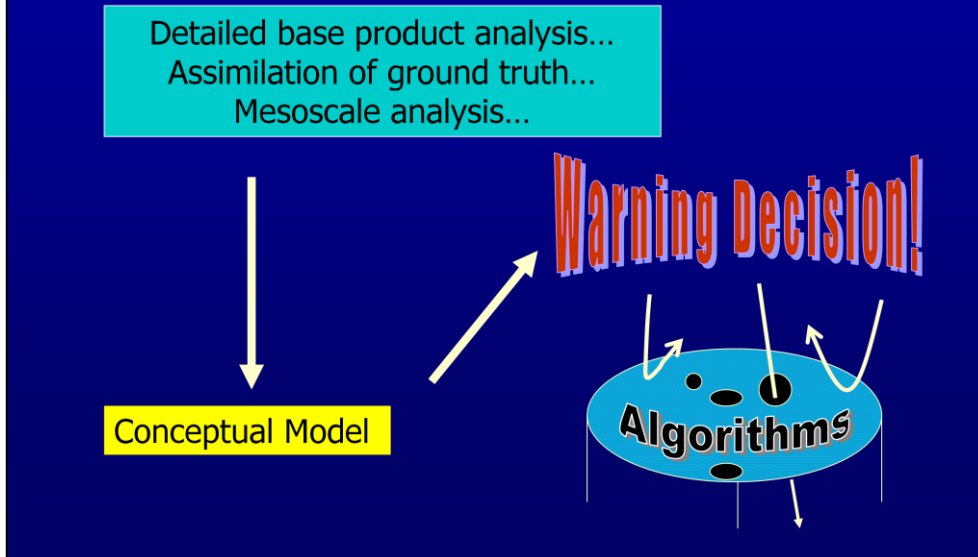 Detailed base product analysis…
Assimilation of ground truth…
Mesoscale analysis…
Warning Decision!
Conceptual Model
Algorithms